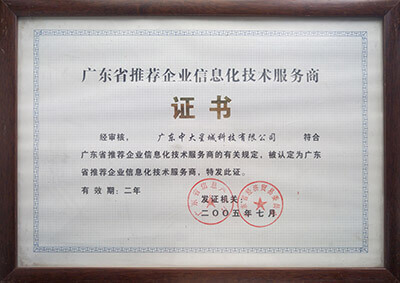 广东省推荐企业信息化技术服务商
证书
经审核，广东中大星城科技有限公司 符合
广东省推荐企业信息化技术服务商的有关规定，被认定为广东
省推荐企业信息化技术服务商，特发此证。
有效期：二年
发证机关
二〇〇五年七月